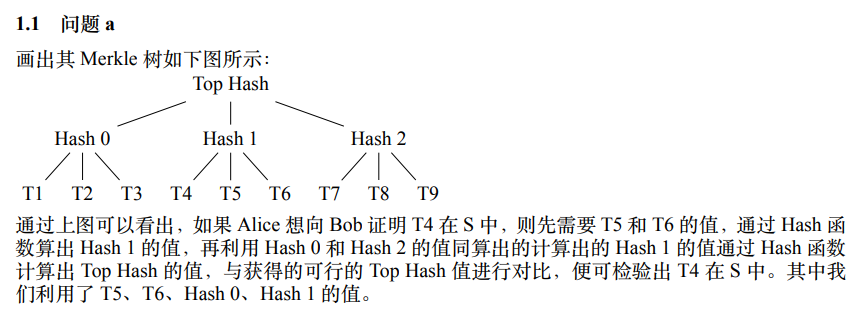 1.1 问题 a
画出其 Merkle 树如下图所示：
Top Hash
Hash 0 Hash 1 Hash 2
T1 T2 T3 T4 T5 T6 T7 T8 T9
通过上图可以看出，如果 Alice 想向 Bob 证明 T4 在 S 中，则先需要 T5 和 T6 的值，通过 Hash 函
数算出 Hash 1 的值，再利用 Hash 0 和 Hash 2 的值同算出的计算出的 Hash 1 的值通过 Hash 函数
计算出 Top Hash 的值，与获得的可行的 Top Hash 值进行对比，便可检验出 T4 在 S 中。其中我
们利用了 T5、T6、Hash 0、Hash 1 的值。